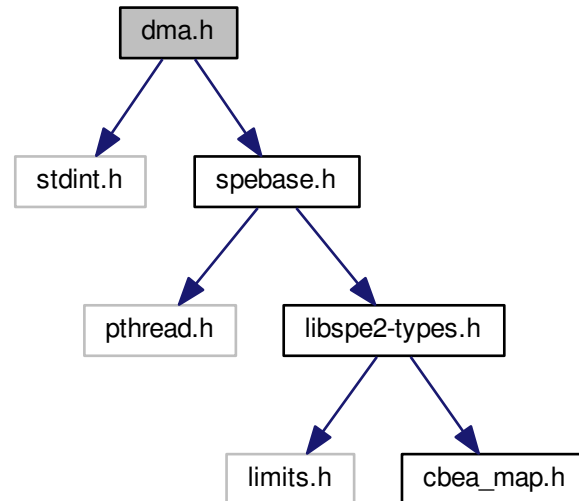 dma.h
stdint.h
spebase.h
pthread.h
libspe2-types.h
limits.h
cbea_map.h